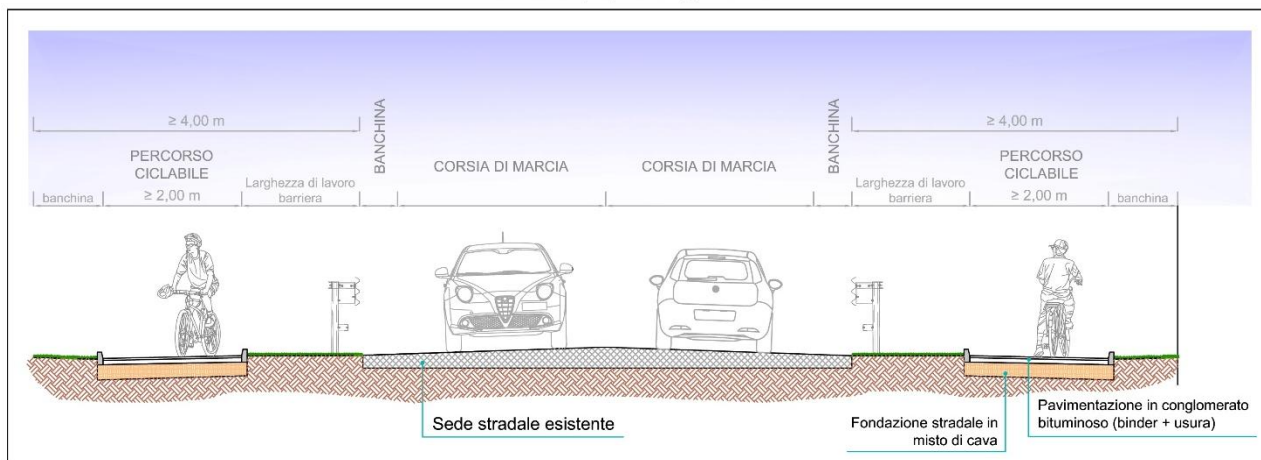 ≥ 4,00 m
BANCHINA
BANCHINA
≥ 4,00 m
PERCORSO
CICLABILE
CORSIA DI MARCIA
CORSIA DI MARCIA
PERCORSO
CICLABILE
banchina
≥ 2,00 m
Larghezza di lavoro
barriera
Larghezza di lavoro
barriera
≥ 2,00 m
banchina
Sede stradale esistente
Fondazione stradale in
misto di cava
Pavimentazione in conglomerato
bituminoso (binder + usura)